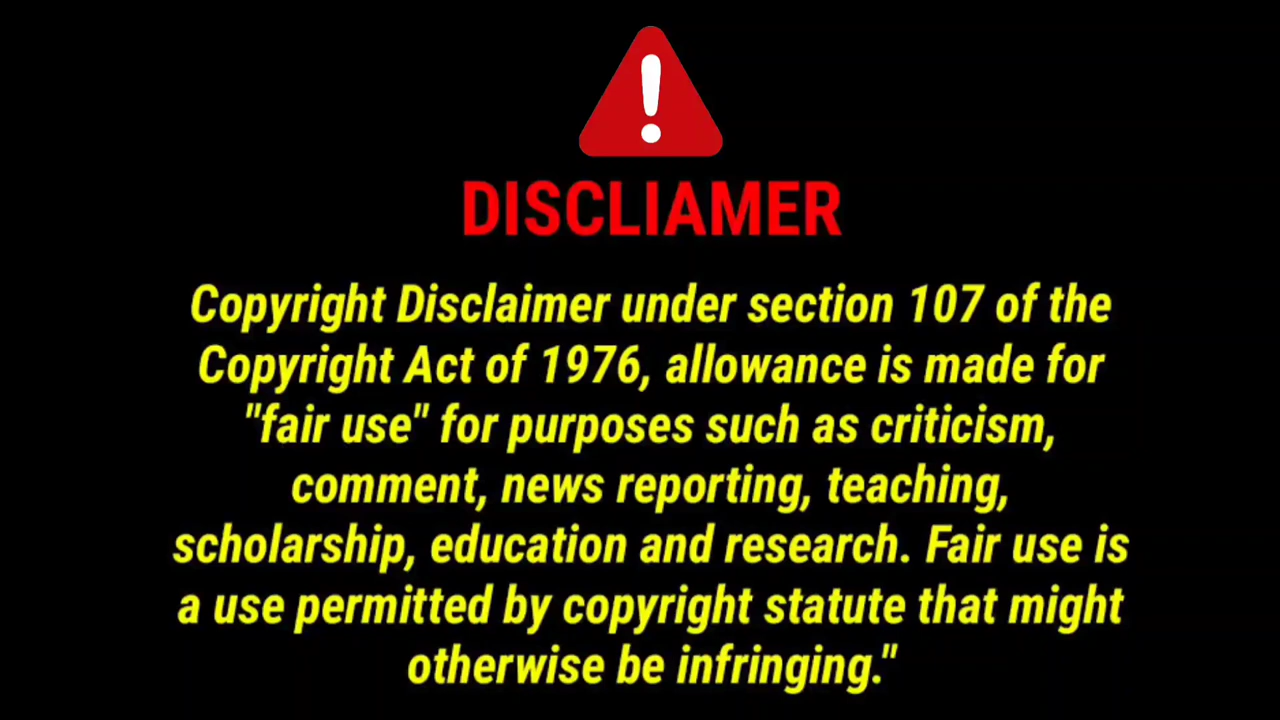 DISCLIAMER
Copyright Disclaimer under section 107 of the
Copyright Act of 1976, allowance is made for
"fair use" for purposes such as criticism,
comment, news reporting, teaching,
scholarship, education and research. Fair use is
a use permitted by copyright statute that might
otherwise be infringing."